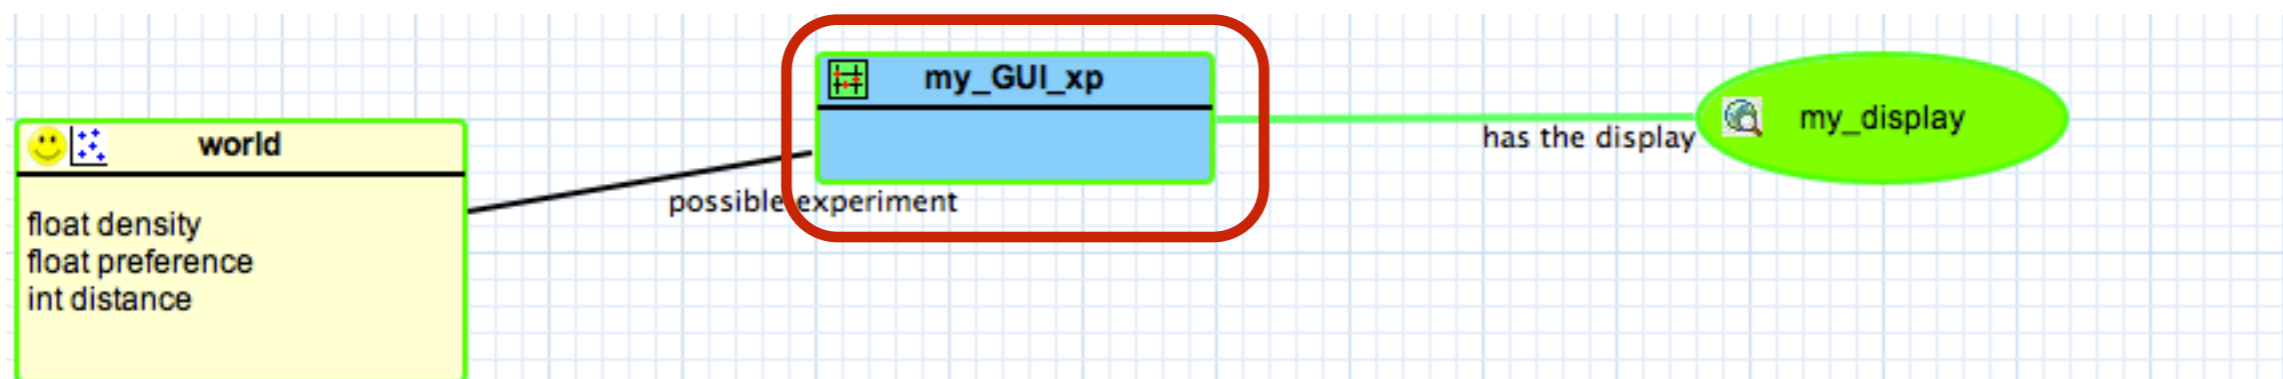 world
float density
float preference
int distance
possible experiment
my_GUI_xp
has the display
my_display